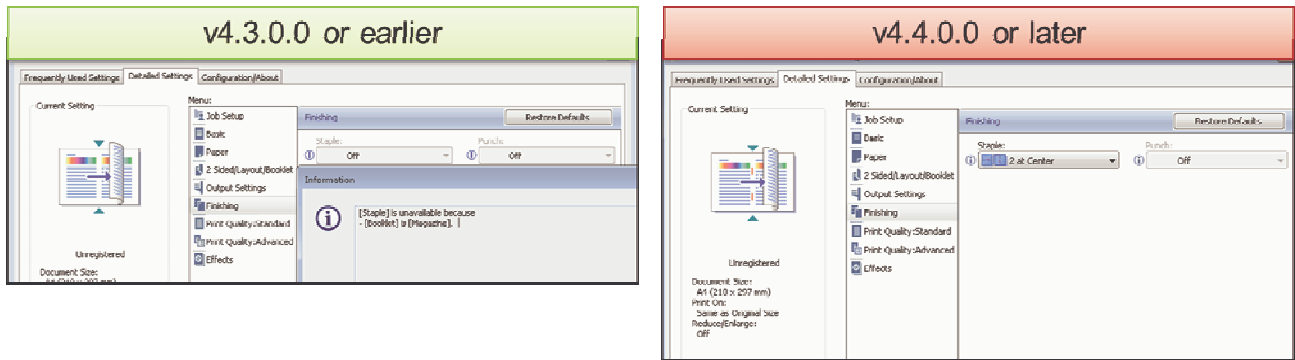 v4.3.0.0 or earlier
Frequently Used Settings
Detailed Settings
Configuration/About
Current Setting
Menu:
Job Setup
Basic
Paper
2 Sided/Layout/Booklet
Output Settings
Finishing
Print Quality:Standard
Print Quality:Advanced
Effects
Finishing
Restore Defaults
Staple:
Punch:
Off
Off
Information
[Staple] is unavailable because
- [Booklet] is [Magazine].
Unregistered
Document Size:
A4 (210 x 297 mm)
v4.4.0.0 or later
Frequently Used Settings
Detailed Settings
Configuration/About
Current Setting
Menu:
Job Setup
Basic
Paper
2 Sided/Layout/Booklet
Output Settings
Finishing
Print Quality:Standard
Print Quality:Advanced
Effects
Finishing
Restore Defaults
Staple:
Punch:
2 at Center
Off
Unregistered
Document Size:
A4 (210 x 297 mm)
Print On:
Same as Original Size
Reduce/Enlarge:
Off